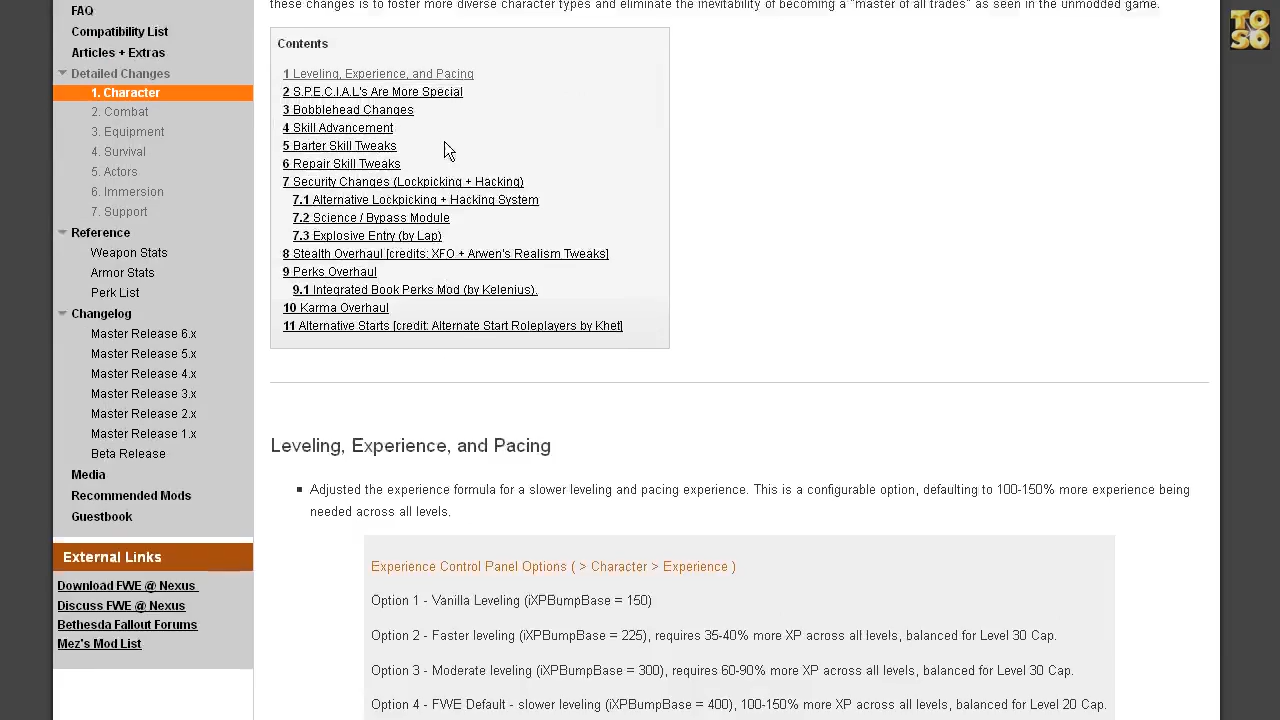 these changes is to foster more diverse character types and eliminate the inevitability of becoming a "master of all trades" as seen in the unmodded game.
FAQ
Compatibility List
Articles + Extras
Detailed Changes
1. Character
2. Combat
3. Equipment
4. Survival
5. Actors
6. Immersion
7. Support
Reference
Weapon Stats
Armor Stats
Perk List
Changelog
Master Release 6.x
Master Release 5.x
Master Release 4.x
Master Release 3.x
Master Release 2.x
Master Release 1.x
Beta Release
Media
Recommended Mods
Guestbook
External Links
Download FWE @ Nexus
Discuss FWE @ Nexus
Bethesda Fallout Forums
Mez's Mod List
Contents
1 Leveling, Experience, and Pacing
2 S.P.E.C.I.A.L's Are More Special
3 Bobblehead Changes
4 Skill Advancement
5 Barter Skill Tweaks
6 Repair Skill Tweaks
7 Security Changes (Lockpicking + Hacking)
7.1 Alternative Lockpicking + Hacking System
7.2 Science / Bypass Module
7.3 Explosive Entry (by Lap)
8 Stealth Overhaul [credits: XFO + Arwen's Realism Tweaks]
9 Perks Overhaul
9.1 Integrated Book Perks Mod (by Kelenius).
10 Karma Overhaul
11 Alternative Starts [credit: Alternate Start Roleplayers by Khet]
Leveling, Experience, and Pacing
Adjusted the experience formula for a slower leveling and pacing experience. This is a configurable option, defaulting to 100-150% more experience being
needed across all levels.
Experience Control Panel Options ( > Character > Experience )
Option 1 - Vanilla Leveling (iXPBumpBase = 150)
Option 2 - Faster leveling (iXPBumpBase = 225), requires 35-40% more XP across all levels, balanced for Level 30 Cap.
Option 3 - Moderate leveling (iXPBumpBase = 300), requires 60-90% more XP across all levels, balanced for Level 30 Cap.
Option 4 - FWE Default - slower leveling (iXPBumpBase = 400), 100-150% more XP across all levels, balanced for Level 20 Cap.
TO
SO